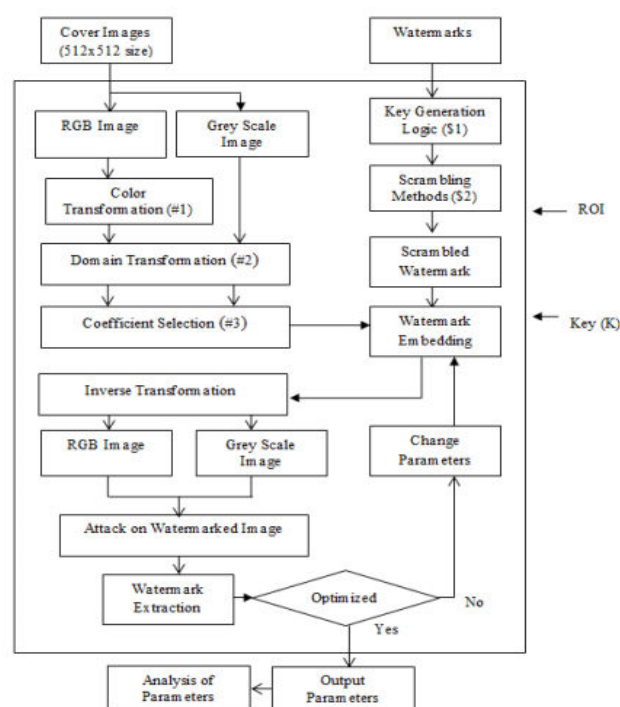 Cover Images
(512x512 size)
Watermarks
RGB Image
Grey Scale
Image
Key Generation
Logic ($1)
Color
Transformation (#1)
Scrambling
Methods ($2)
ROI
Domain Transformation (#2)
Scrambled
Watermark
Coefficient Selection (#3)
Watermark
Embedding
Key (K)
Inverse Transformation
RGB Image
Grey Scale
Image
Change
Parameters
Attack on Watermarked Image
Watermark
Extraction
Optimized
No
Yes
Analysis of
Parameters
Output
Parameters